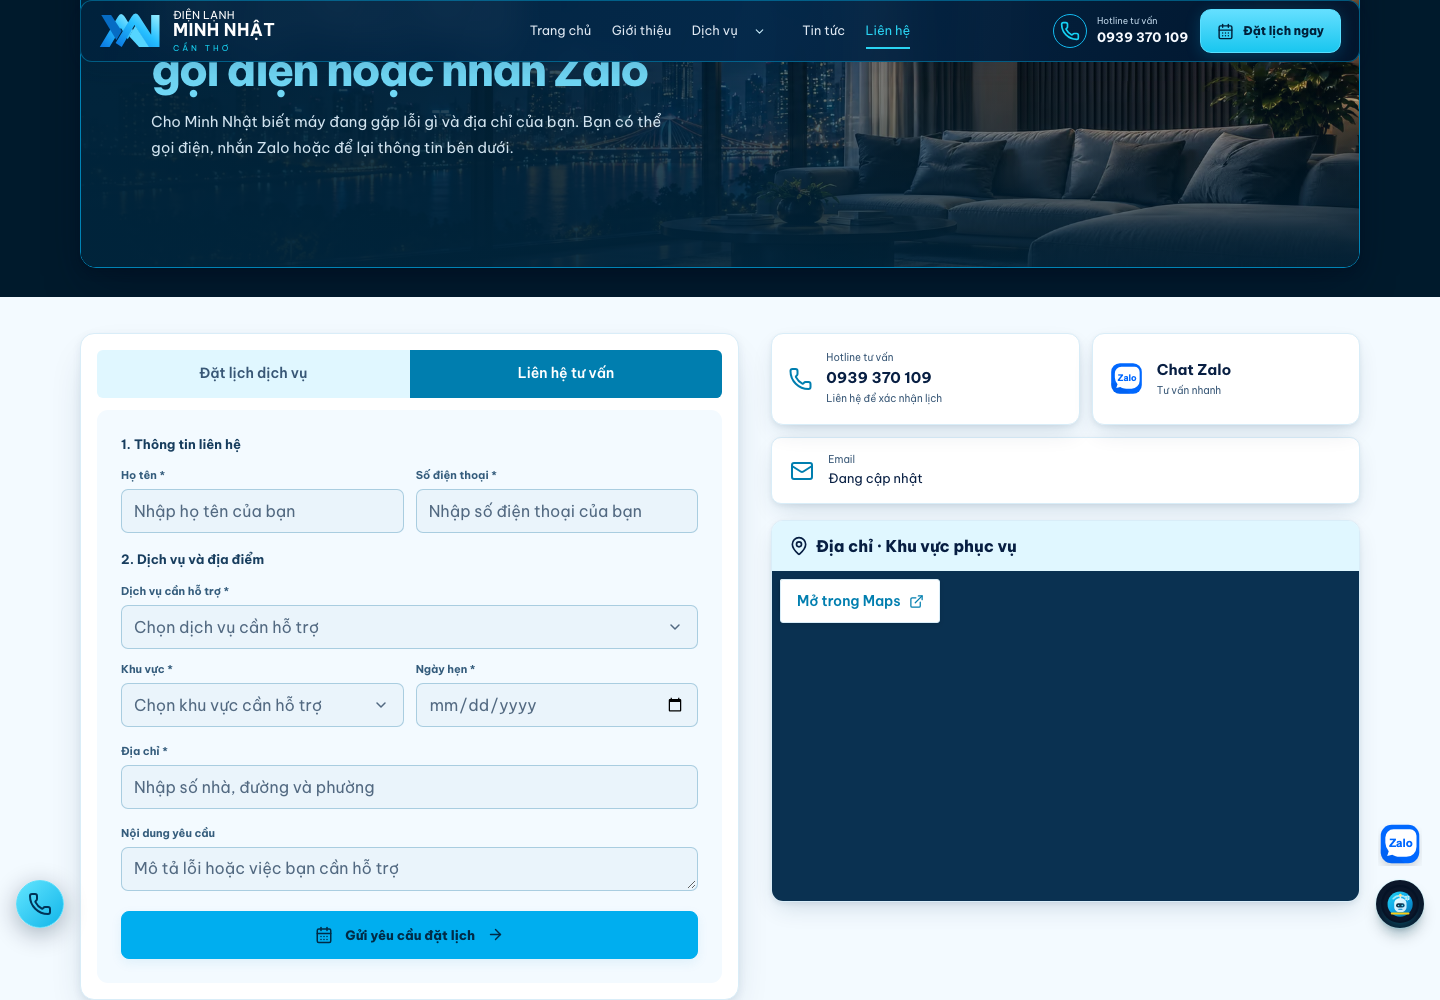 ĐIỆN LẠNH
MINH NHẬT
CẦN THƠ
Trang chủ
Giới thiệu
Dịch vụ
Tin tức
Liên hệ
Hotline tư vấn
0939 370 109
Đặt lịch ngay
gọi điện hoặc nhắn Zalo
Cho Minh Nhật biết máy đang gặp lỗi gì và địa chỉ của bạn. Bạn có thể
gọi điện, nhắn Zalo hoặc để lại thông tin bên dưới.
Đặt lịch dịch vụ
Liên hệ tư vấn
1. Thông tin liên hệ
Họ tên *
Số điện thoại *
Nhập họ tên của bạn
Nhập số điện thoại của bạn
2. Dịch vụ và địa điểm
Dịch vụ cần hỗ trợ *
Chọn dịch vụ cần hỗ trợ
Khu vực *
Ngày hẹn *
Chọn khu vực cần hỗ trợ
mm/dd/yyyy
Địa chỉ *
Nhập số nhà, đường và phường
Nội dung yêu cầu
Mô tả lỗi hoặc việc bạn cần hỗ trợ
Gửi yêu cầu đặt lịch
Hotline tư vấn
0939 370 109
Liên hệ để xác nhận lịch
Zalo
Chat Zalo
Tư vấn nhanh
Email
Đang cập nhật
Địa chỉ · Khu vực phục vụ
Mở trong Maps
Zalo